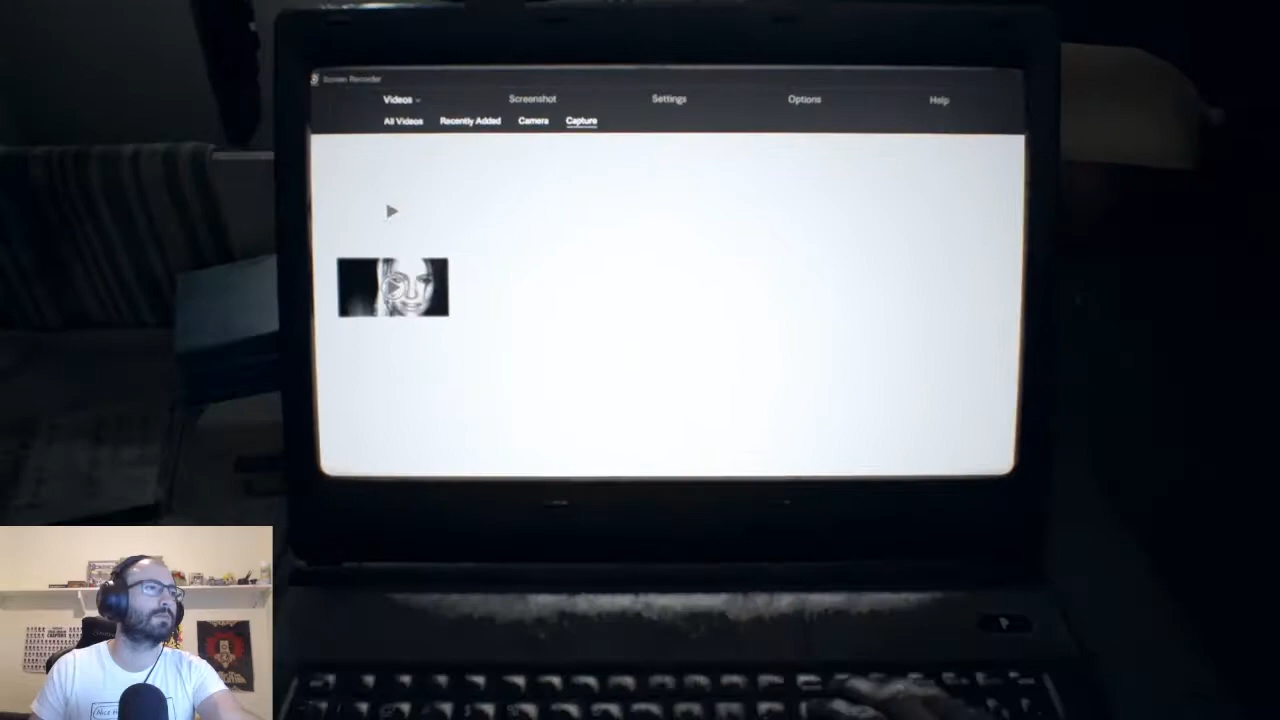 Screen Recorder
Videos Screenshot Settings Options Help
All Videos Recently Added Camera Capture